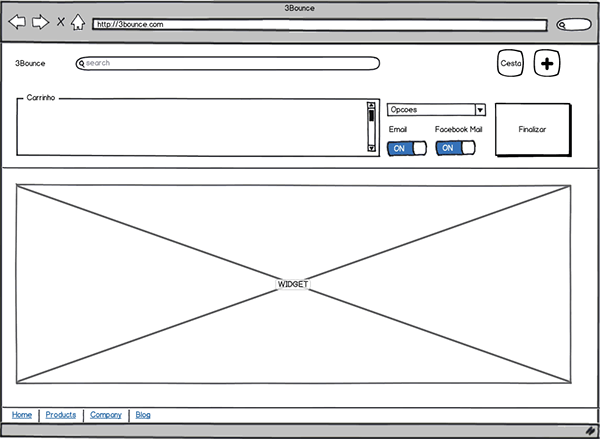 3Bounce
http://3bounce.com
3Bounce
search
Cesta
Carrinho
Opcoes
Email
Facebook Mail
ON
ON
Finalizar
WIDGET
Home
Products
Company
Blog